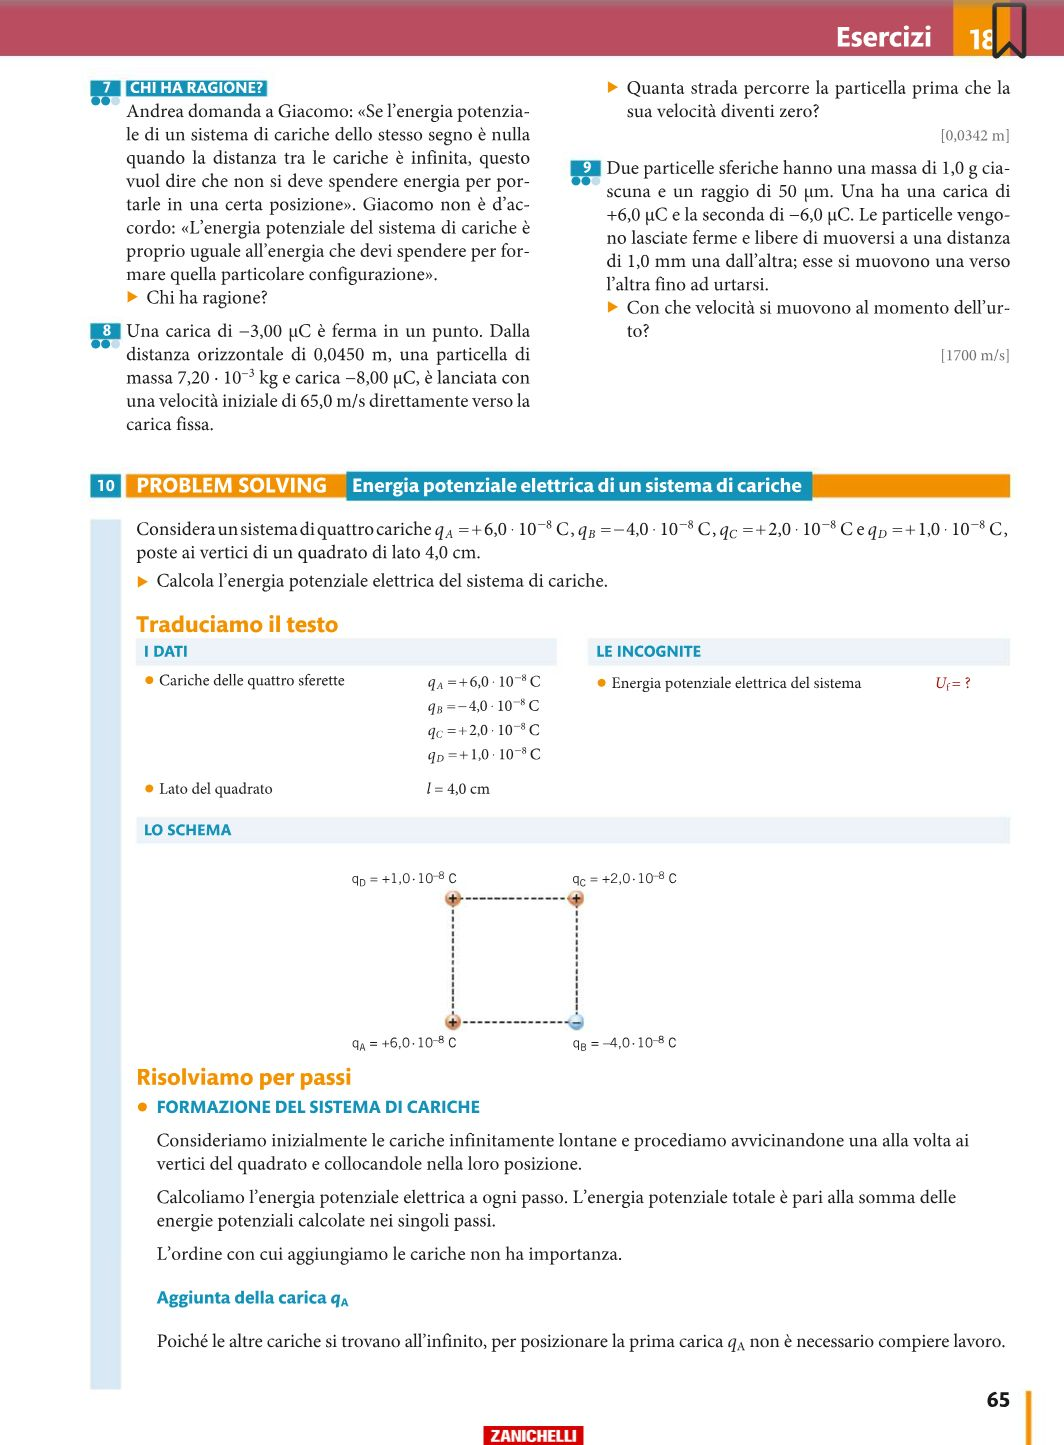 Esercizi
18
7 CHI HA RAGIONE?
Andrea domanda a Giacomo: «Se l'energia potenzia-
le di un sistema di cariche dello stesso segno è nulla
quando la distanza tra le cariche è infinita, questo
vuol dire che non si deve spendere energia per por-
tarle in una certa posizione». Giacomo non è d'ac-
cordo: «L'energia potenziale del sistema di cariche è
proprio uguale all'energia che devi spendere per for-
mare quella particolare configurazione».
Chi ha ragione?
8 Una carica di −3,00 µC è ferma in un punto. Dalla
distanza orizzontale di 0,0450 m, una particella di
massa 7,20 · 10⁻³ kg e carica −8,00 µC, è lanciata con
una velocità iniziale di 65,0 m/s direttamente verso la
carica fissa.
Quanta strada percorre la particella prima che la
sua velocità diventi zero?
[0,0342 m]
9 Due particelle sferiche hanno una massa di 1,0 g cia-
scuna e un raggio di 50 µm. Una ha una carica di
+6,0 µC e la seconda di −6,0 µC. Le particelle vengo-
no lasciate ferme e libere di muoversi a una distanza
di 1,0 mm una dall'altra; esse si muovono una verso
l'altra fino ad urtarsi.
Con che velocità si muovono al momento dell'ur-
to?
[1700 m/s]
10 PROBLEM SOLVING Energia potenziale elettrica di un sistema di cariche
Considera un sistema di quattro cariche qA = +6,0 · 10⁻⁸ C, qB = −4,0 · 10⁻⁸ C, qC = +2,0 · 10⁻⁸ C e qD = +1,0 · 10⁻⁸ C,
poste ai vertici di un quadrato di lato 4,0 cm.
Calcola l'energia potenziale elettrica del sistema di cariche.
Traduciamo il testo
I DATI
Cariche delle quattro sferette qA = +6,0 · 10⁻⁸ C
qB = −4,0 · 10⁻⁸ C
qC = +2,0 · 10⁻⁸ C
qD = +1,0 · 10⁻⁸ C
Lato del quadrato l = 4,0 cm
LE INCOGNITE
Energia potenziale elettrica del sistema Uf = ?
LO SCHEMA
qD = +1,0·10⁻⁸ C qC = +2,0·10⁻⁸ C
+ +
+ −
qA = +6,0·10⁻⁸ C qB = −4,0·10⁻⁸ C
Risolviamo per passi
FORMAZIONE DEL SISTEMA DI CARICHE
Consideriamo inizialmente le cariche infinitamente lontane e procediamo avvicinandone una alla volta ai
vertici del quadrato e collocandole nella loro posizione.
Calcoliamo l'energia potenziale elettrica a ogni passo. L'energia potenziale totale è pari alla somma delle
energie potenziali calcolate nei singoli passi.
L'ordine con cui aggiungiamo le cariche non ha importanza.
Aggiunta della carica qA
Poiché le altre cariche si trovano all'infinito, per posizionare la prima carica qA non è necessario compiere lavoro.
65
ZANICHELLI